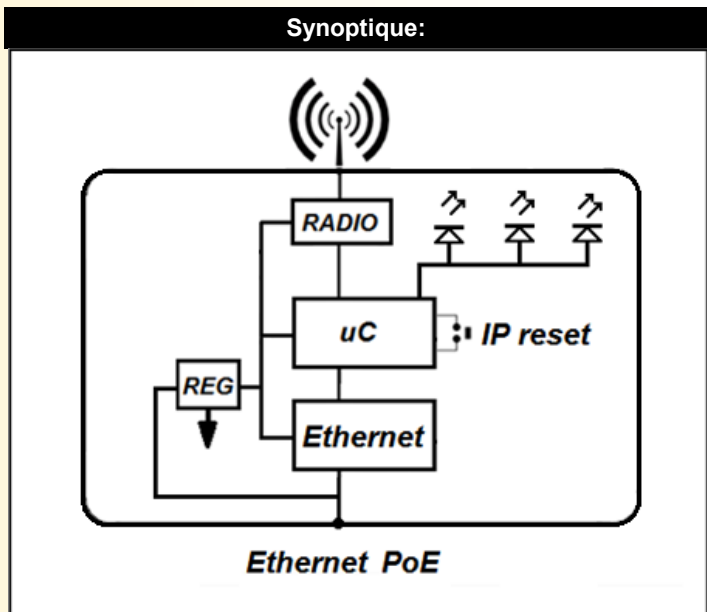 Synoptique:
RADIO
uC
IP reset
REG
Ethernet
Ethernet PoE